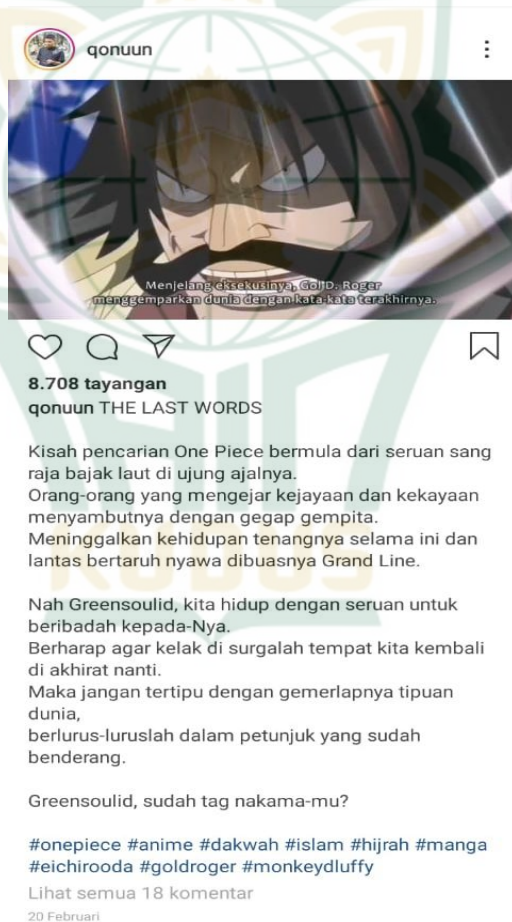 qonuun
Menjelang eksekusinya, Gol D. Roger
menggemparkan dunia dengan kata-kata terakhirnya.
8.708 tayangan
qonuun THE LAST WORDS
Kisah pencarian One Piece bermula dari seruan sang
raja bajak laut di ujung ajalnya.
Orang-orang yang mengejar kejayaan dan kekayaan
menyambutnya dengan gegap gempita.
Meninggalkan kehidupan tenangnya selama ini dan
lantas bertaruh nyawa dibuasnya Grand Line.
Nah Greensoulid, kita hidup dengan seruan untuk
beribadah kepada-Nya.
Berharap agar kelak di surgalah tempat kita kembali
di akhirat nanti.
Maka jangan tertipu dengan gemerlapnya tipuan
dunia,
berlurus-luruslah dalam petunjuk yang sudah
benderang.
Greensoulid, sudah tag nakama-mu?
#onepiece #anime #dakwah #islam #hijrah #manga
#eichirooda #goldroger #monkeydluffy
Lihat semua 18 komentar
20 Februari
KUDUS